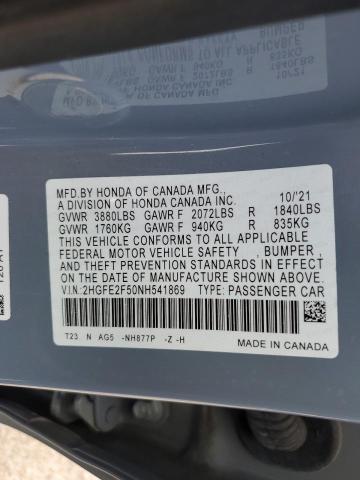 MFD.BY HONDA OF CANADA MFG.,
A DIVISION OF HONDA CANADA INC. 10/'21
GVWR 3880LBS GAWR F 2072LBS R 1840LBS
GVWR 1760KG GAWR F 940KG R 835KG
THIS VEHICLE CONFORMS TO ALL APPLICABLE
FEDERAL MOTOR VEHICLE SAFETY , BUMPER ,
AND THEFT PREVENTION STANDARDS IN EFFECT
ON THE DATE OF MANUFACTURE SHOWN ABOVE.
V.I.N:2HGFE2F50NH541869 TYPE: PASSENGER CAR
T23 N AG5 -NH877P -Z -H
MADE IN CANADA